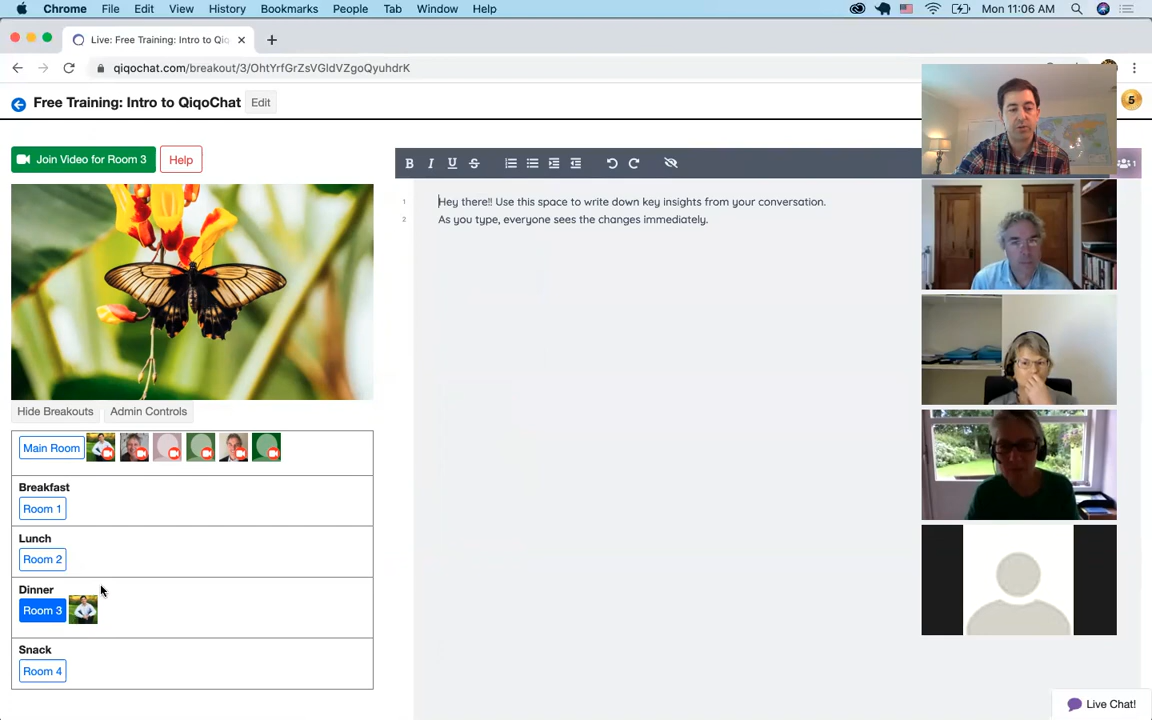 Chrome File Edit View History Bookmarks People Tab Window Help Mon 11:06 AM
Live: Free Training: Intro to Qiqo
qiqochat.com/breakout/3/OhtYrfGrZsVGldVZgoQyuhdrK
Free Training: Intro to QiqoChat Edit
5
Join Video for Room 3 Help
B I U S
1
1 Hey there!! Use this space to write down key insights from your conversation.
2 As you type, everyone sees the changes immediately.
Hide Breakouts Admin Controls
Main Room
Breakfast
Room 1
Lunch
Room 2
Dinner
Room 3
Snack
Room 4
Live Chat!